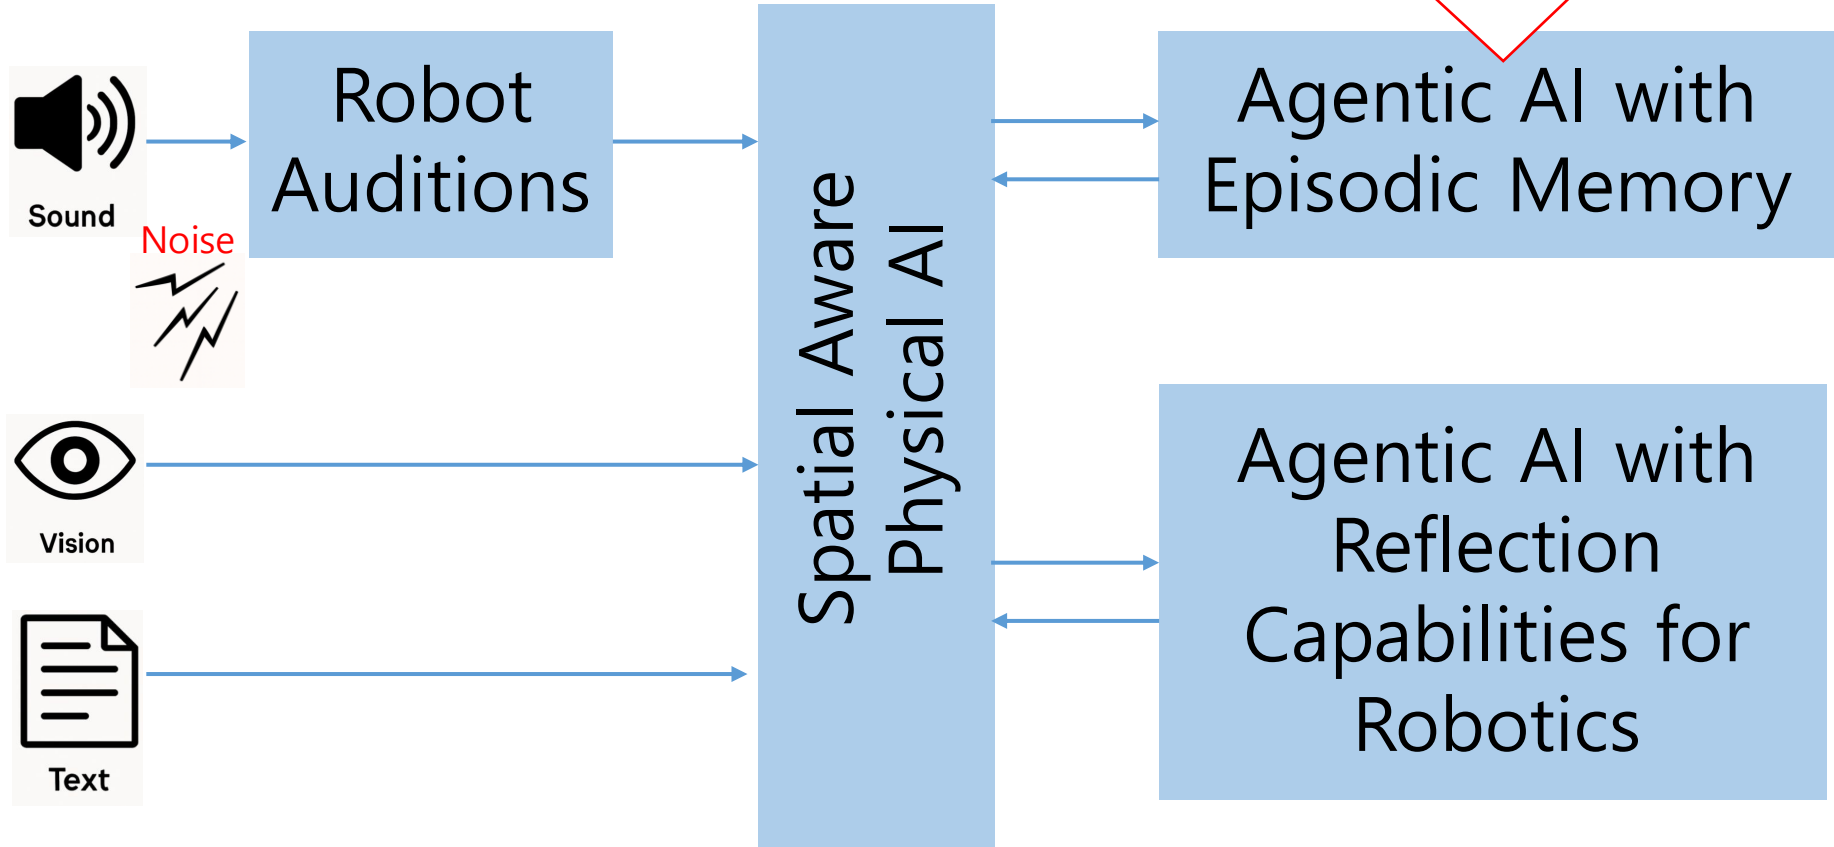 Sound
Noise
Robot
Auditions
Vision
Text
Spatial Aware
Physical AI
Agentic AI with
Episodic Memory
Agentic AI with
Reflection
Capabilities for
Robotics